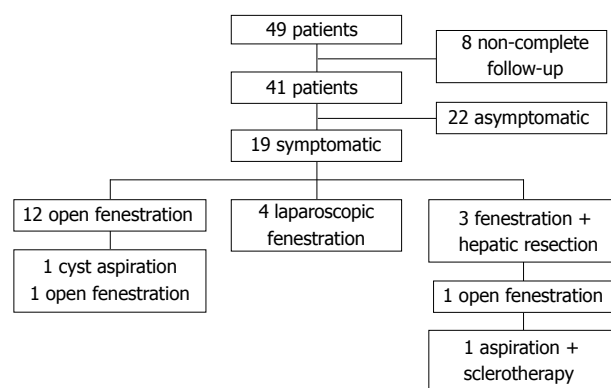 49 patients
8 non-complete
follow-up
41 patients
22 asymptomatic
19 symptomatic
12 open fenestration
4 laparoscopic
fenestration
3 fenestration +
hepatic resection
1 cyst aspiration
1 open fenestration
1 open fenestration
1 aspiration +
sclerotherapy